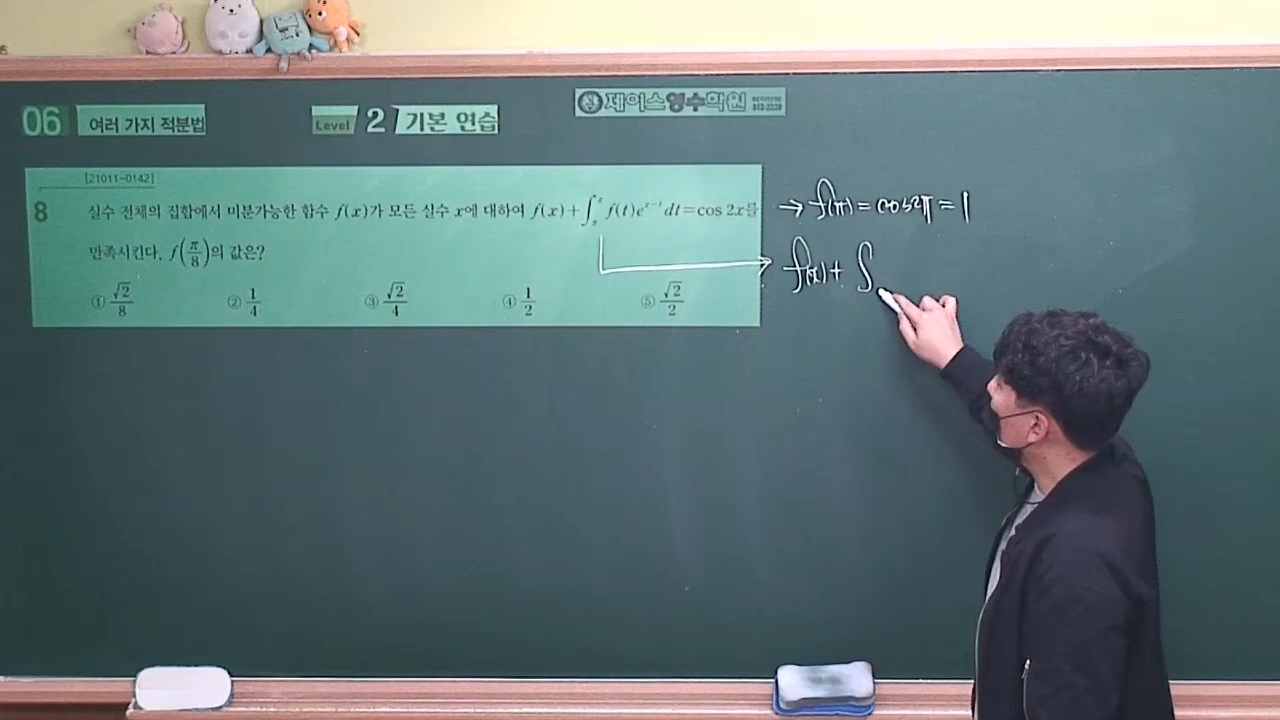 06 여러 가지 적분법 Level 2 기본 연습
제이스영수학원
[21011-0142]
8 실수 전체의 집합에서 미분가능한 함수 f(x)가 모든 실수 x에 대하여 f(x)+∫_π^x f(t)e^{x-t}dt=cos 2x를
만족시킨다. f(π/8)의 값은?
① √2/8 ② 1/4 ③ √2/4 ④ 1/2 ⑤ √2/2
→ f(π) = cos2π = 1
f(x) + ∫